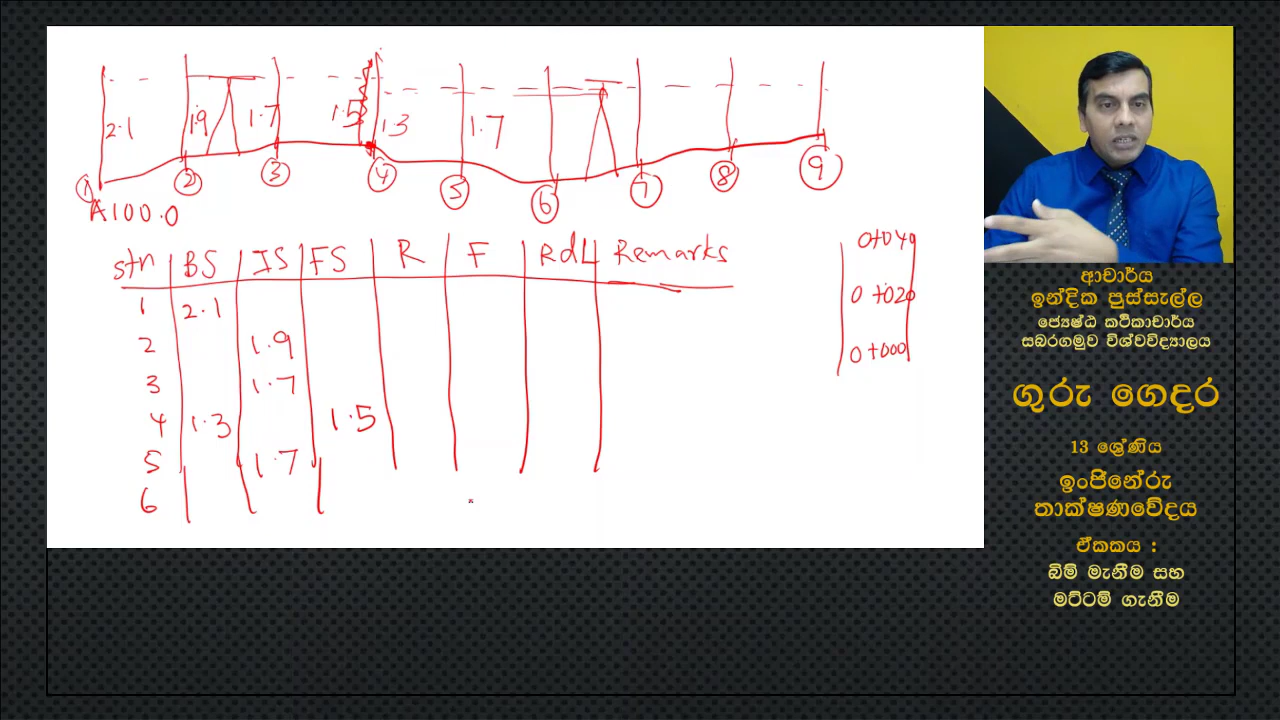 2.1 1.9 1.7 1.5 1.3 1.7
1 2 3 4 5 6 7 8 9
A100.0
Stn BS IS FS R F RdL Remarks
1 2.1
2 1.9
3 1.7
4 1.3 1.5
5 1.7
6
0+040
0+020
0+000
ආචාර්ය
ඉන්දික පුස්සැල්ල
ජ්‍යෙෂ්ඨ කථිකාචාර්ය
සබරගමුව විශ්වවිද්‍යාලය
ගුරු ගෙදර
13 ශ්‍රේණිය
ඉංජිනේරු
තාක්ෂණවේදය
ඒකකය :
බිම් මැනීම සහ
මට්ටම් ගැනීම